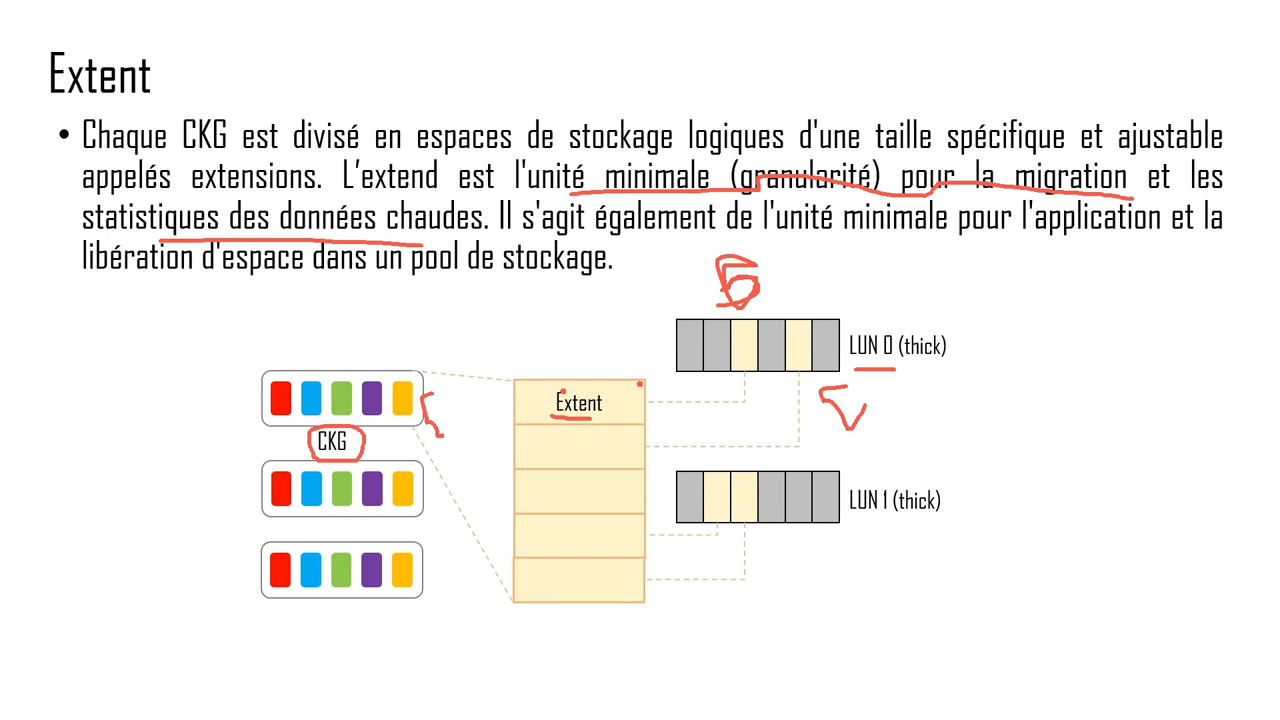 Extent
• Chaque CKG est divisé en espaces de stockage logiques d'une taille spécifique et ajustable
appelés extensions. L'extend est l'unité minimale (granularité) pour la migration et les
statistiques des données chaudes. Il s'agit également de l'unité minimale pour l'application et la
libération d'espace dans un pool de stockage.
LUN 0 (thick)
Extent
CKG
LUN 1 (thick)